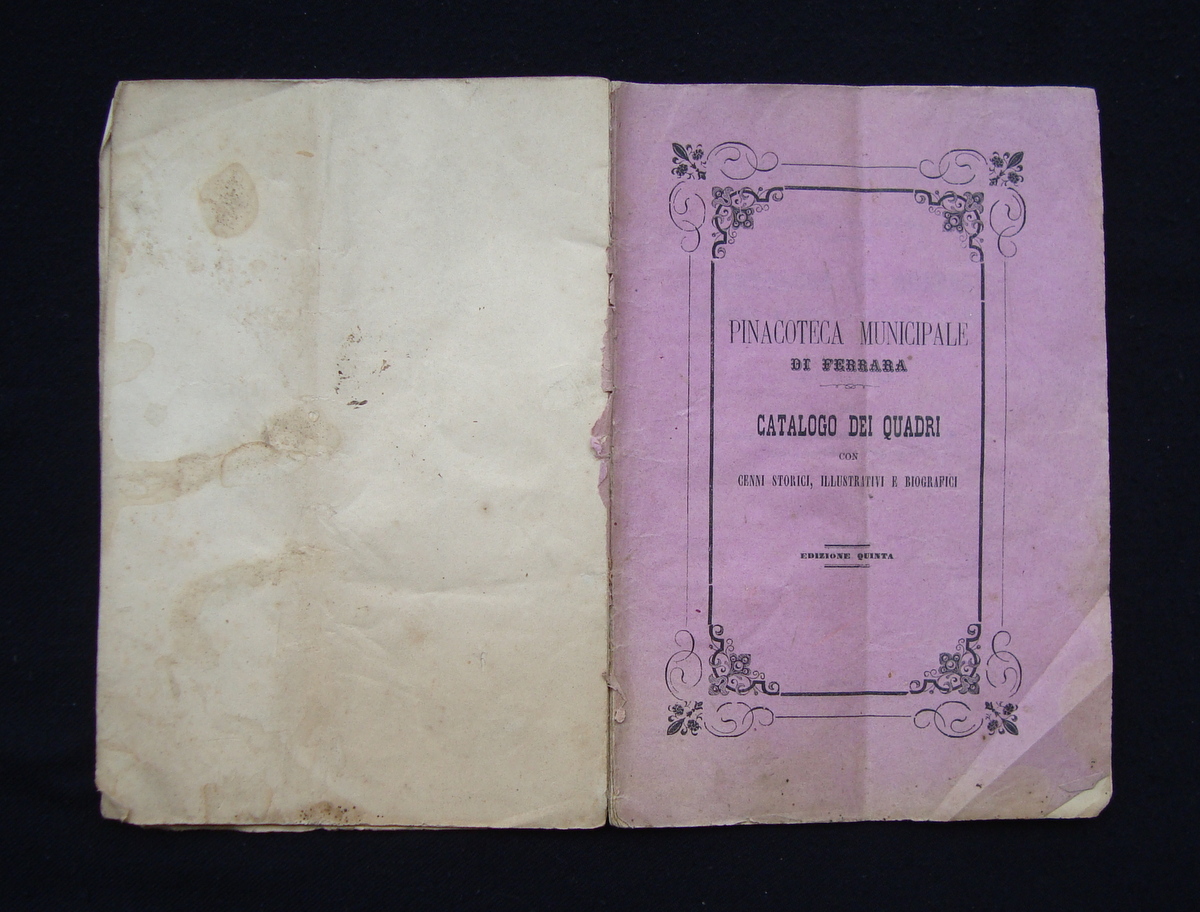 PINACOTECA MUNICIPALE
DI FERRARA
CATALOGO DEI QUADRI
CON
CENNI STORICI, ILLUSTRATIVI E BIOGRAFICI
EDIZIONE QUINTA